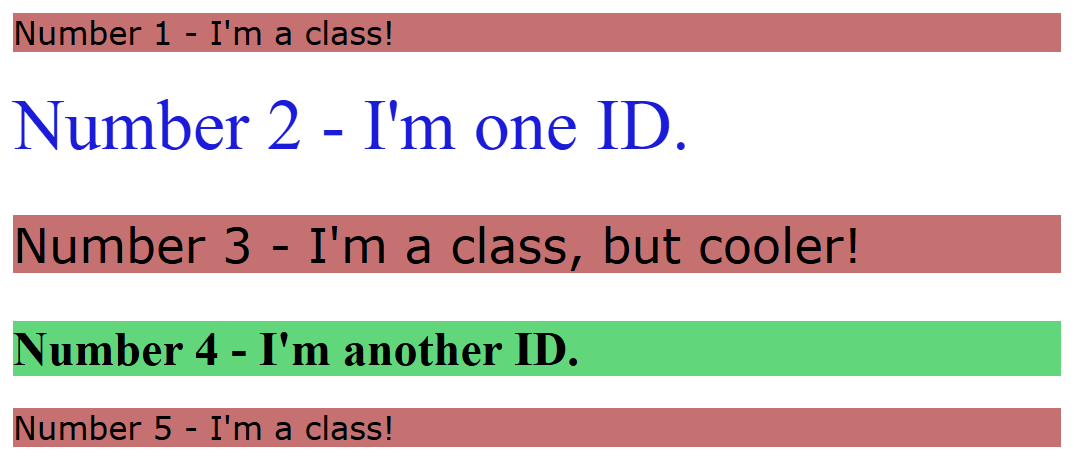 Number 1 - I'm a class!
Number 2 - I'm one ID.
Number 3 - I'm a class, but cooler!
Number 4 - I'm another ID.
Number 5 - I'm a class!